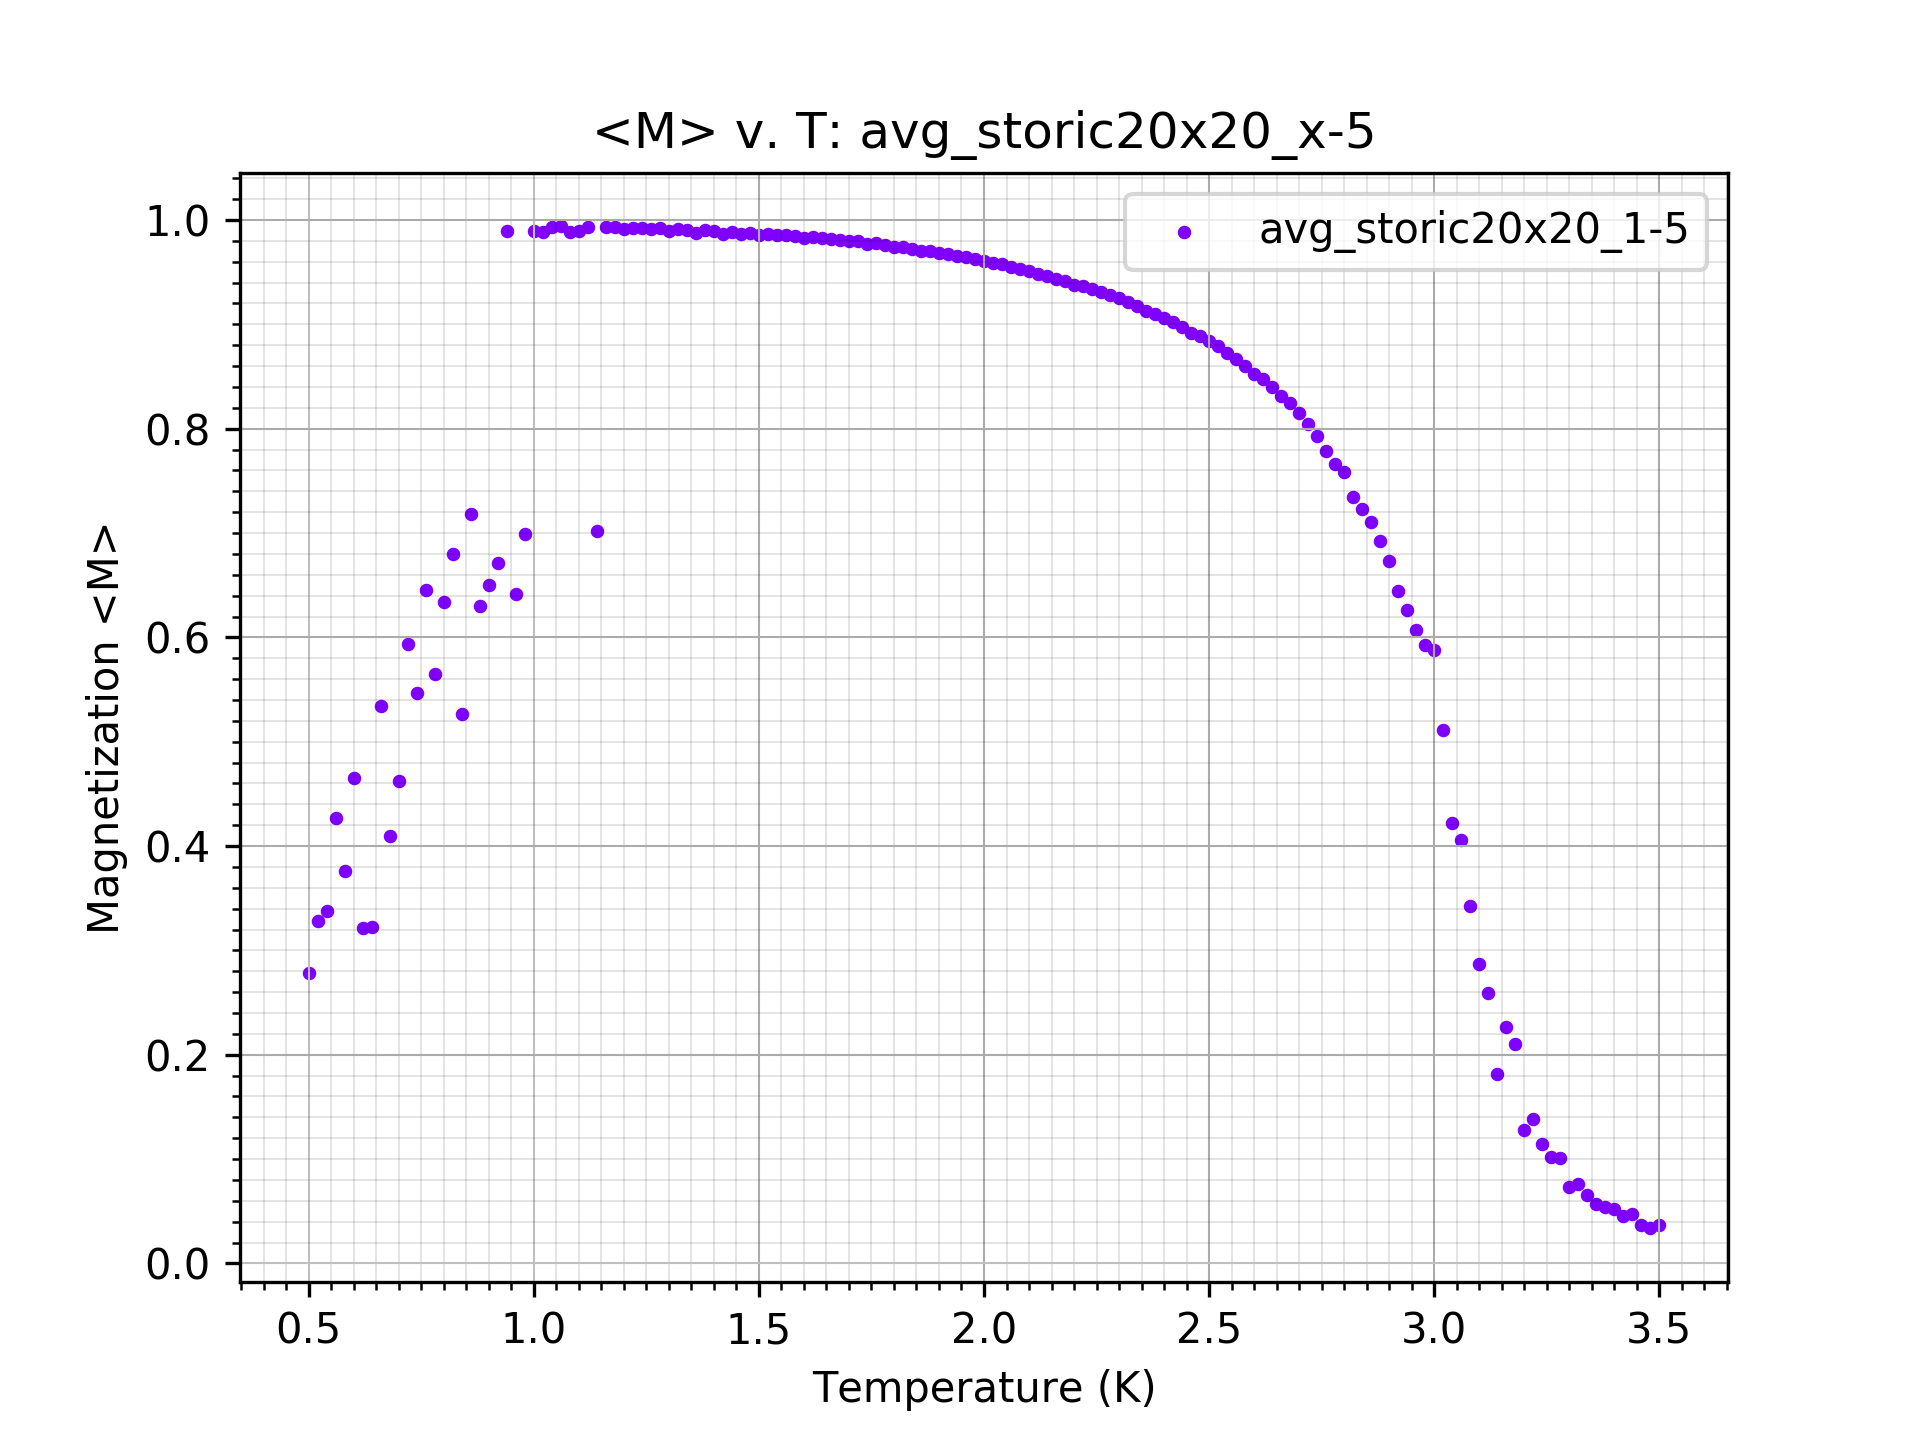 <M> v. T: avg_storic20x20_x-5
avg_storic20x20_1-5
Magnetization <M>
1.0
0.8
0.6
0.4
0.2
0.0
0.5 1.0 1.5 2.0 2.5 3.0 3.5
Temperature (K)